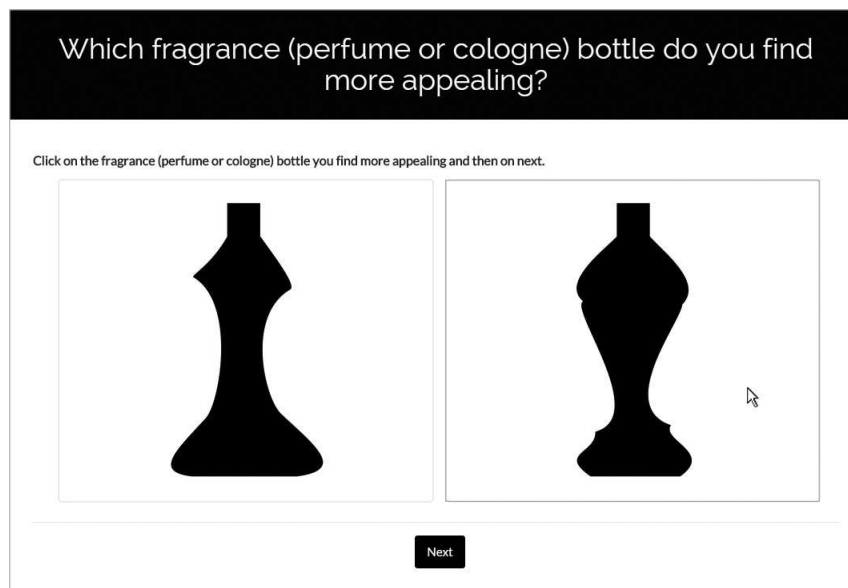 Which fragrance (perfume or cologne) bottle do you find
more appealing?
Click on the fragrance (perfume or cologne) bottle you find more appealing and then on next.
Next